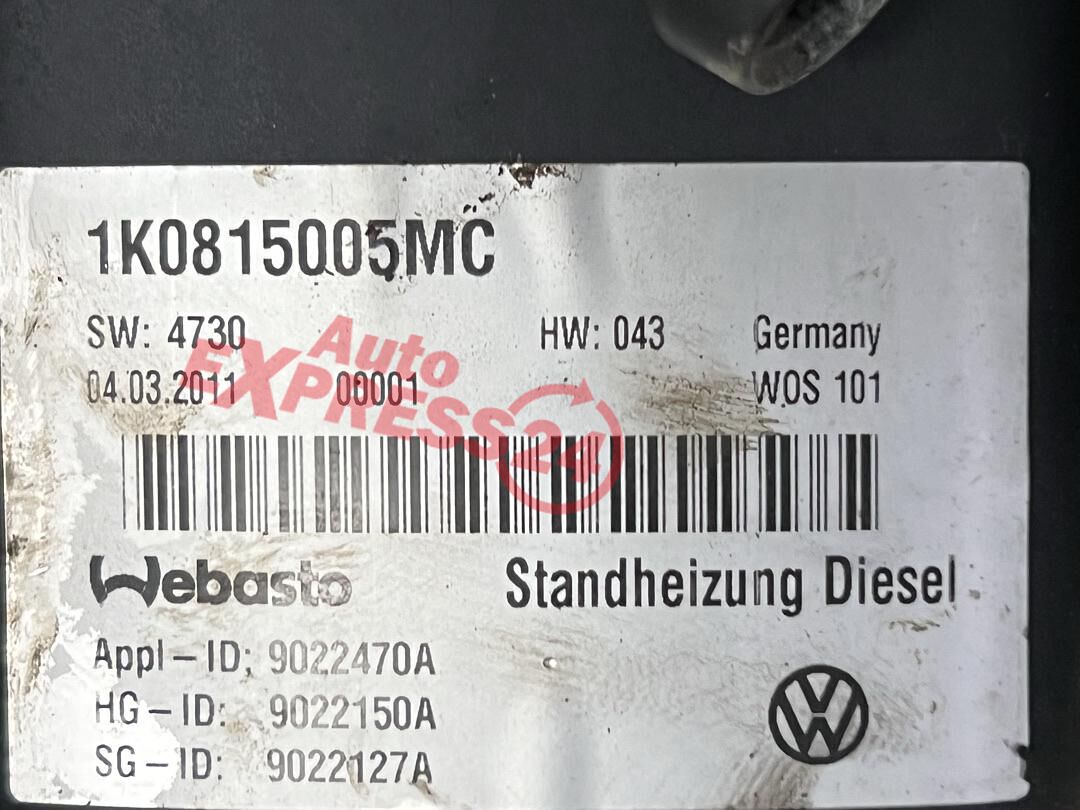 1K0815005MC
SW: 4730 HW: 043 Germany
04.03.2011 00001 WOS 101
Auto
EXPRESS24
Webasto Standheizung Diesel
Appl-ID: 9022470A
HG-ID: 9022150A
SG-ID: 9022127A
VW